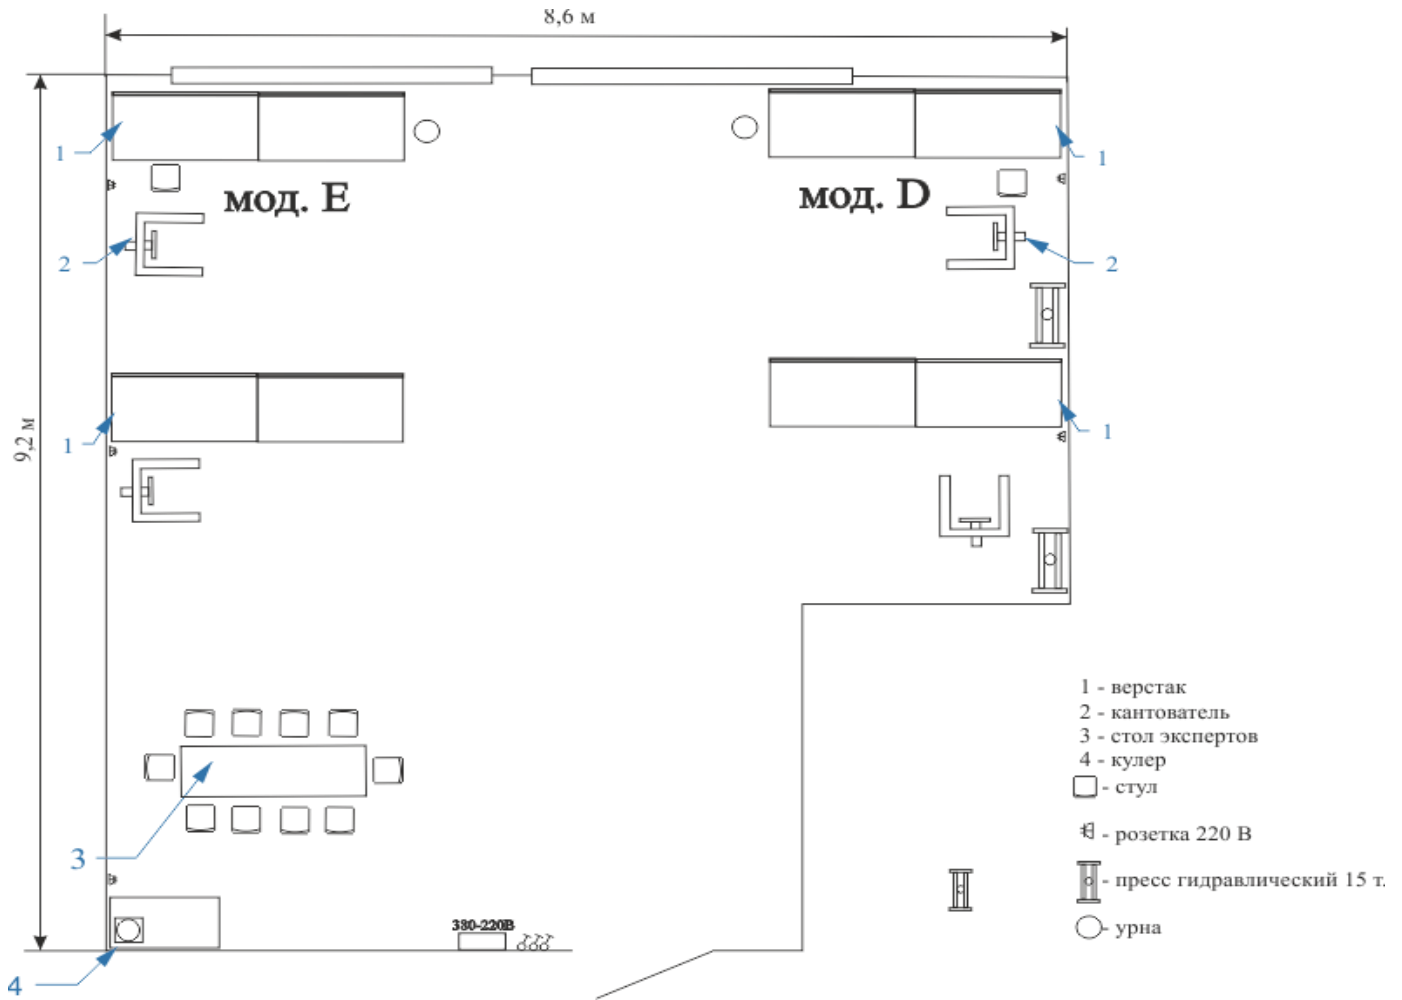 8,6 м
1
1
мод. E
мод. D
2
2
9,2 м
1
1
3
380-220В
4
1 - верстак
2 - кантователь
3 - стол экспертов
4 - кулер
- стул
- розетка 220 В
- пресс гидравлический 15 т.
- урна